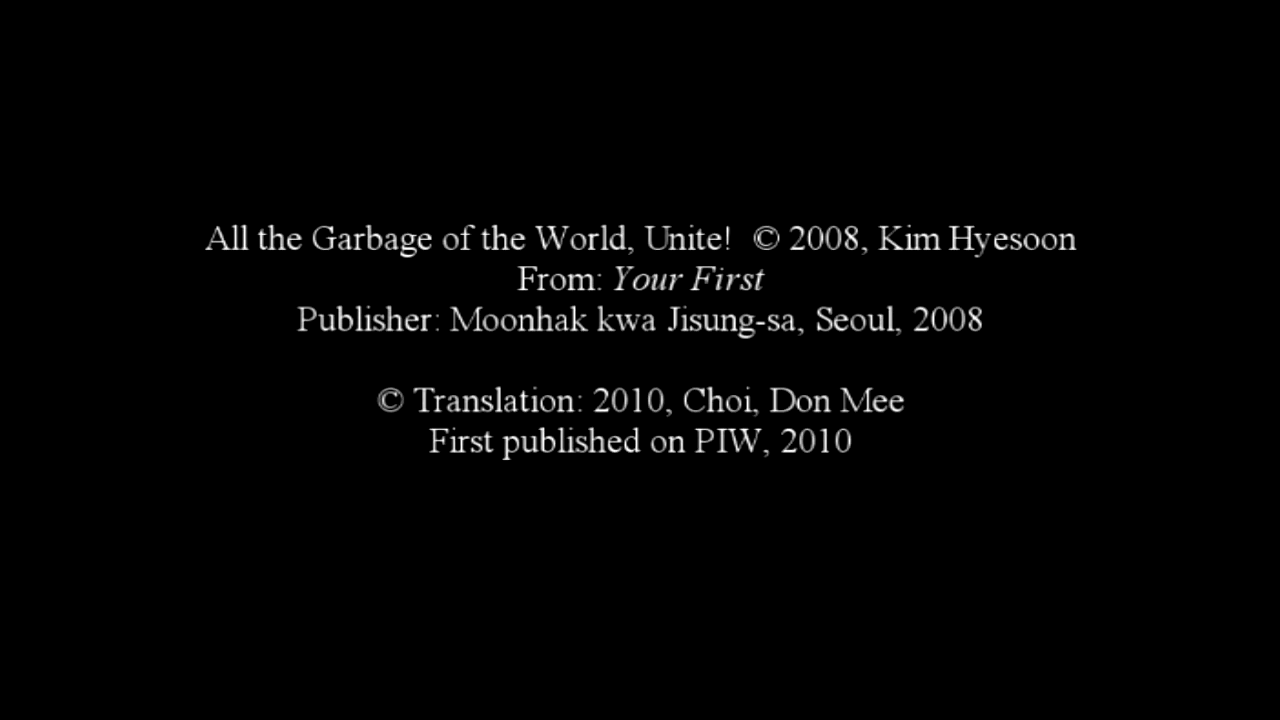 All the Garbage of the World, Unite!  © 2008, Kim Hyesoon
From: Your First
Publisher: Moonhak kwa Jisung-sa, Seoul, 2008
© Translation: 2010, Choi, Don Mee
First published on PIW, 2010